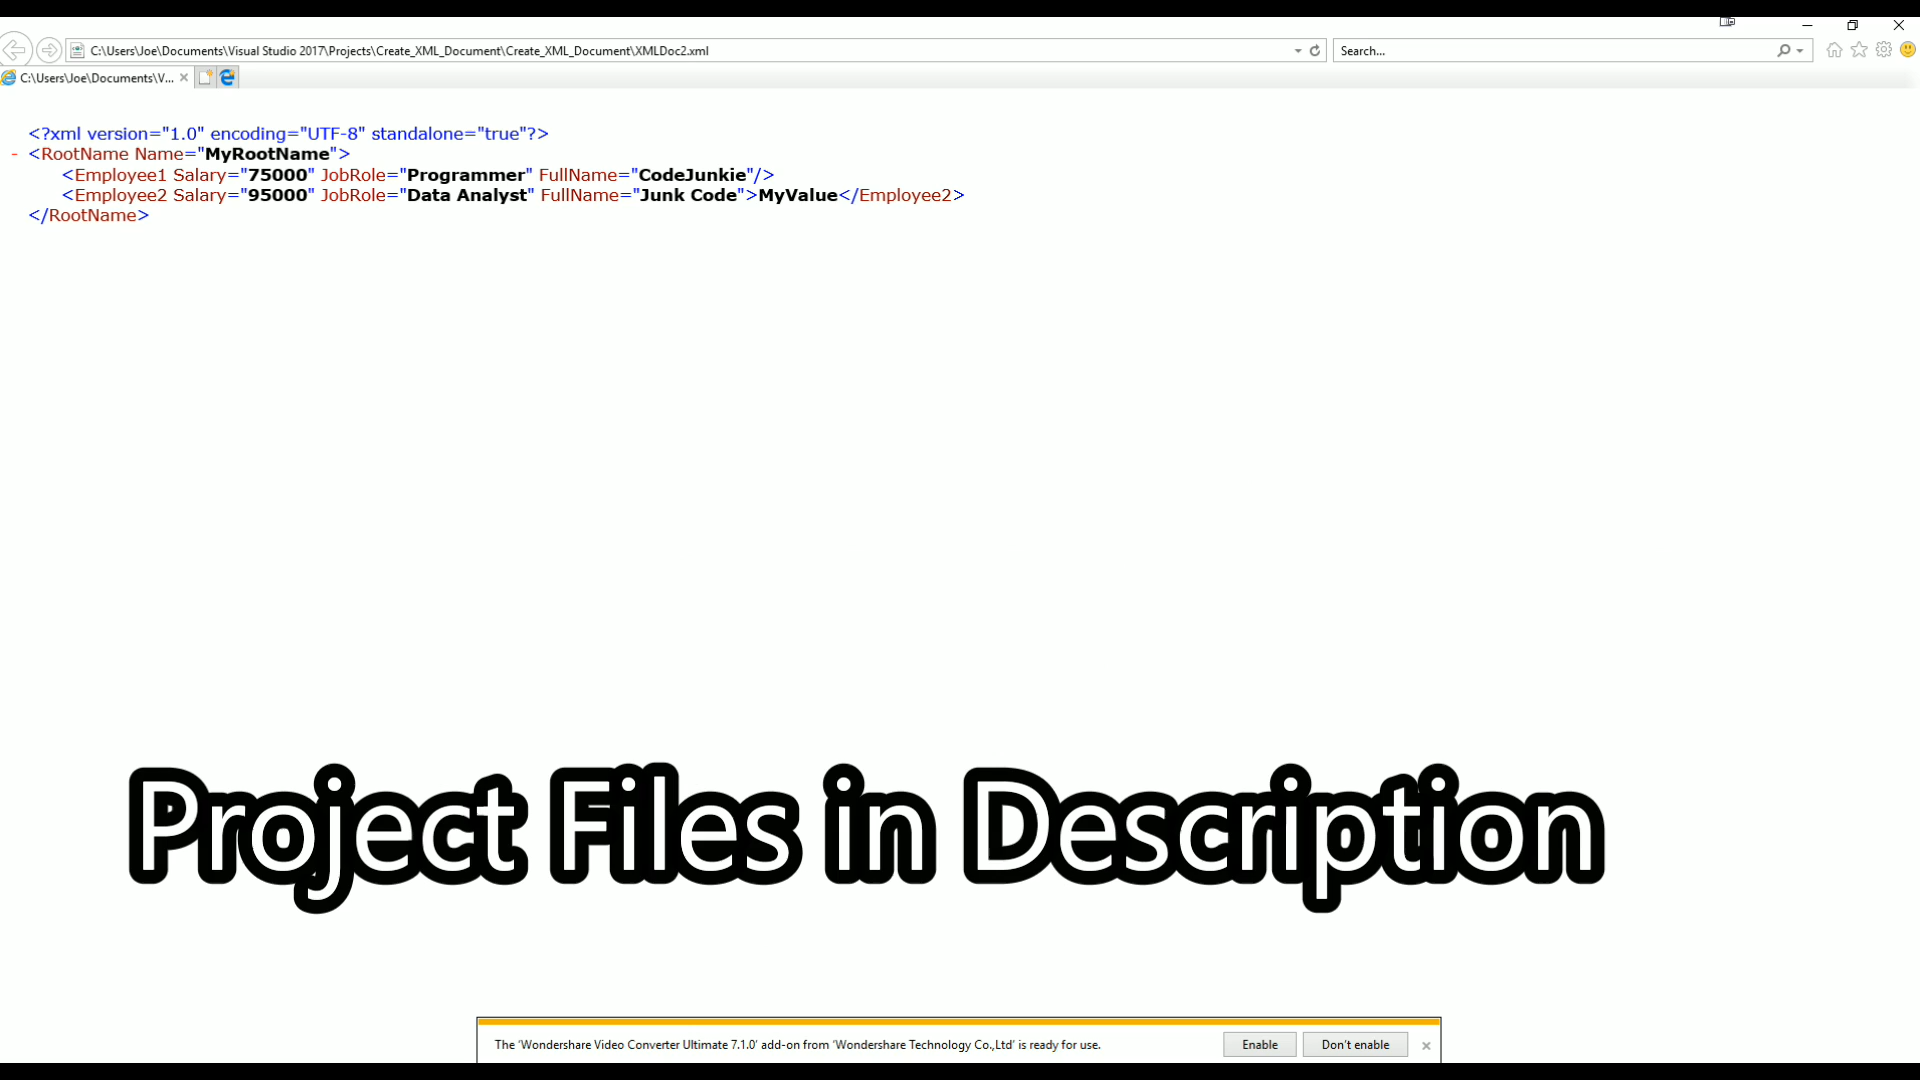 C:\Users\Joe\Documents\Visual Studio 2017\Projects\Create_XML_Document\Create_XML_Document\XMLDoc2.xml
Search...
C:\Users\Joe\Documents\V...
<?xml version="1.0" encoding="UTF-8" standalone="true"?>
- <RootName Name="MyRootName">
<Employee1 Salary="75000" JobRole="Programmer" FullName="CodeJunkie"/>
<Employee2 Salary="95000" JobRole="Data Analyst" FullName="Junk Code">MyValue</Employee2>
</RootName>
Project Files in Description
The 'Wondershare Video Converter Ultimate 7.1.0' add-on from 'Wondershare Technology Co.,Ltd' is ready for use.
Enable
Don't enable